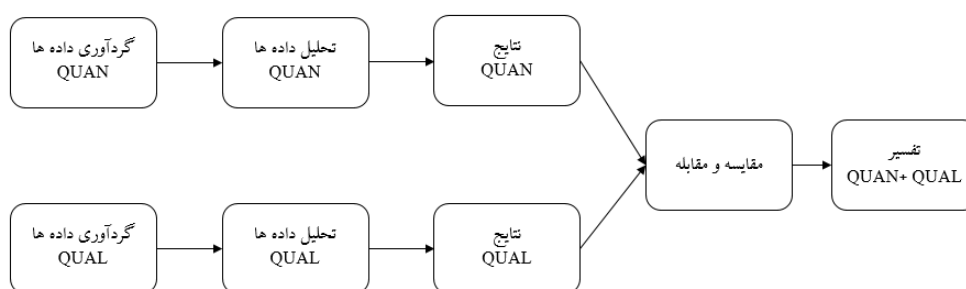 گردآوری داده ها
QUAN
تحلیل داده ها
QUAN
نتایج
QUAN
مقایسه و مقابله
تفسیر
QUAN+ QUAL
گردآوری داده ها
QUAL
تحلیل داده ها
QUAL
نتایج
QUAL